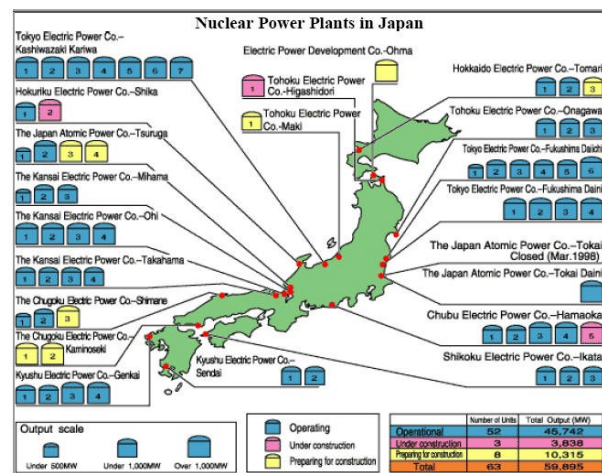 Nuclear Power Plants in Japan
Tokyo Electric Power Co.–
Kashiwazaki Kariwa
1 2 3 4 5 6 7
Hokuriku Electric Power Co.–Shika
1 2
The Japan Atomic Power Co.–Tsuruga
1 2 3 4
The Kansai Electric Power Co.–Mihama
1 2 3
The Kansai Electric Power Co.–Ohi
1 2 3 4
The Kansai Electric Power Co.–Takahama
1 2 3 4
The Chugoku Electric Power Co.–Shimane
1 2 3
The Chugoku Electric Power Co.–
Kaminoseki
1 2
Kyushu Electric Power Co.–Genkai
1 2 3 4
Kyushu Electric Power Co.–
Sendai
1 2
Electric Power Development Co.-Ohma
Tohoku Electric Power
Co.-Higashidori
1
Tohoku Electric Power
Co.-Maki
1
Hokkaido Electric Power Co.–Tomari
1 2 3
Tohoku Electric Power Co.–Onagawa
1 2 3
Tokyo Electric Power Co.–Fukushima Daiichi
1 2 3 4 5 6
Tokyo Electric Power Co.–Fukushima Daini
1 2 3 4
The Japan Atomic Power Co.–Tokai
Closed (Mar.1998)
The Japan Atomic Power Co.–Tokai Daini
Chubu Electric Power Co.–Hamaoka
1 2 3 4 5
Shikoku Electric Power Co.–Ikata
1 2 3
Output scale
Under 500MW Under 1,000MW Over 1,000MW
Operating
Under construction
Preparing for construction
Number of Units Total Output (MW)
Operational 52 45,742
Under construction 3 3,838
Preparing for construction 8 10,315
Total 63 59,895